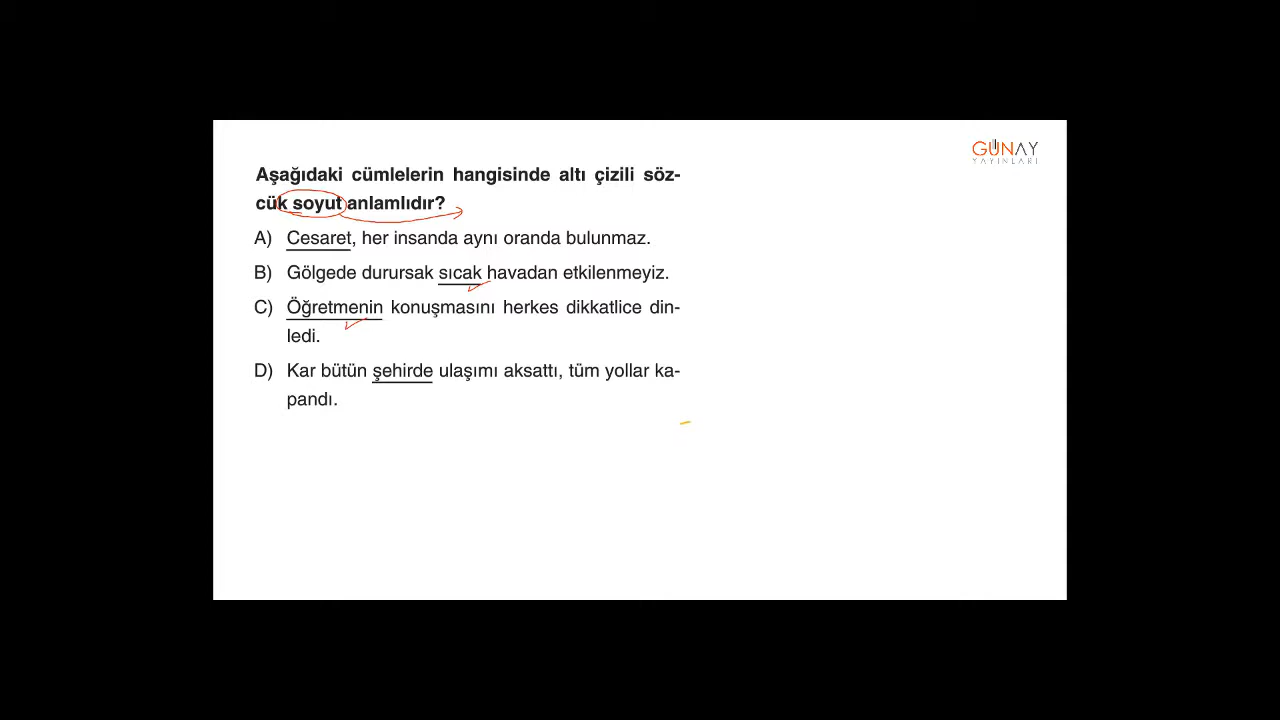 GÜNAY
YAYINLARI
Aşağıdaki cümlelerin hangisinde altı çizili söz-
cük soyut anlamlıdır?
A) Cesaret, her insanda aynı oranda bulunmaz.
B) Gölgede durursak sıcak havadan etkilenmeyiz.
C) Öğretmenin konuşmasını herkes dikkatlice din-
ledi.
D) Kar bütün şehirde ulaşımı aksattı, tüm yollar ka-
pandı.